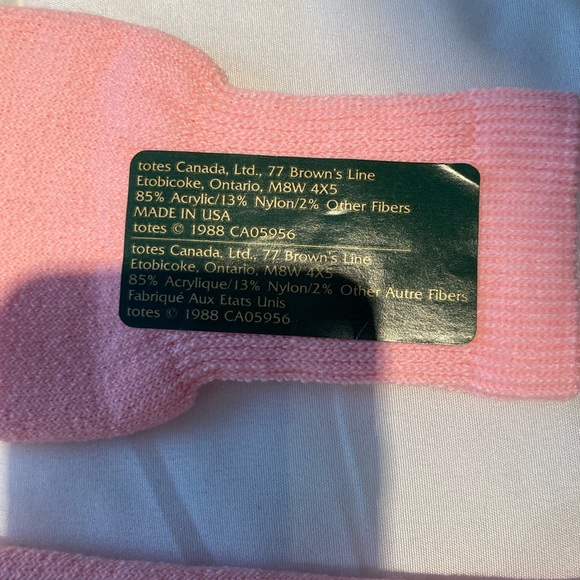 totes Canada, Ltd., 77 Brown's Line
Etobicoke, Ontario, M8W 4X5
85% Acrylic/13% Nylon/2% Other Fibers
MADE IN USA
totes © 1988 CA05956
totes Canada, Ltd., 77 Brown's Line
Etobicoke, Ontario, M8W 4X5
85% Acrylique/13% Nylon/2% Other Autre Fibers
Fabriqué Aux Etats Unis
totes © 1988 CA05956